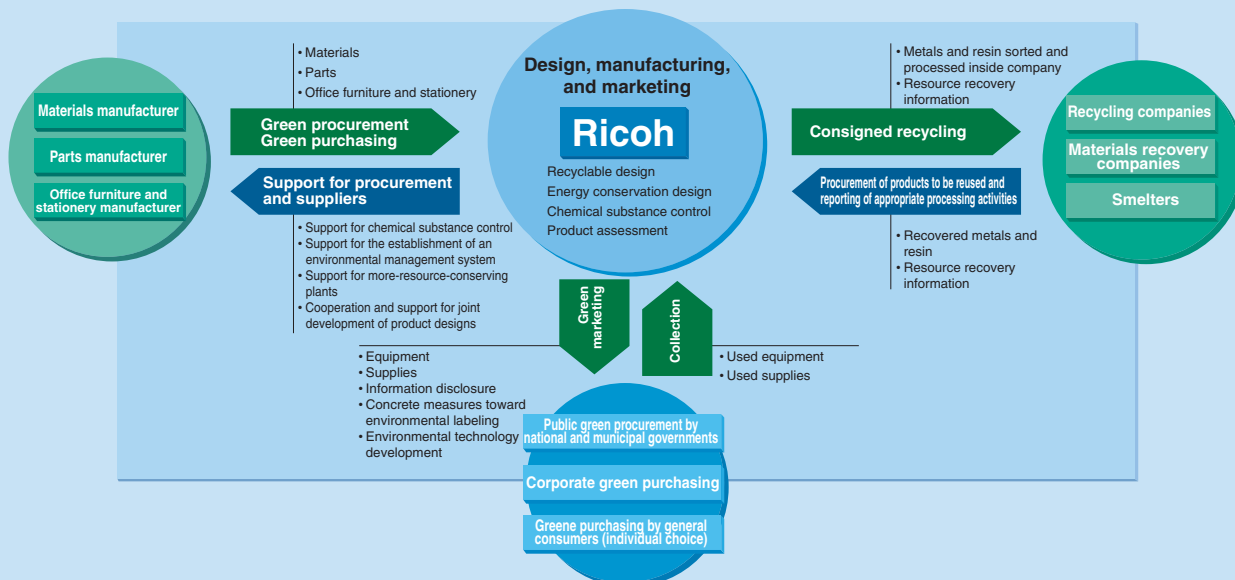 • Materials
• Parts
• Office furniture and stationery
Materials manufacturer
Parts manufacturer
Office furniture and
stationery manufacturer
Green procurement
Green purchasing
Support for procurement
and suppliers
• Support for chemical substance control
• Support for the establishment of an
environmental management system
• Support for more-resource-conserving
plants
• Cooperation and support for joint
development of product designs
Design, manufacturing,
and marketing
Ricoh
Recyclable design
Energy conservation design
Chemical substance control
Product assessment
• Metals and resin sorted and
processed inside company
• Resource recovery
information
Consigned recycling
Procurement of products to be reused and
reporting of appropriate processing activities
• Recovered metals and
resin
• Resource recovery
information
Recycling companies
Materials recovery
companies
Smelters
Green
marketing
Collection
• Equipment
• Supplies
• Information disclosure
• Concrete measures toward
environmental labeling
• Environmental technology
development
• Used equipment
• Used supplies
Public green procurement by
national and municipal governments
Corporate green purchasing
Greene purchasing by general
consumers (individual choice)